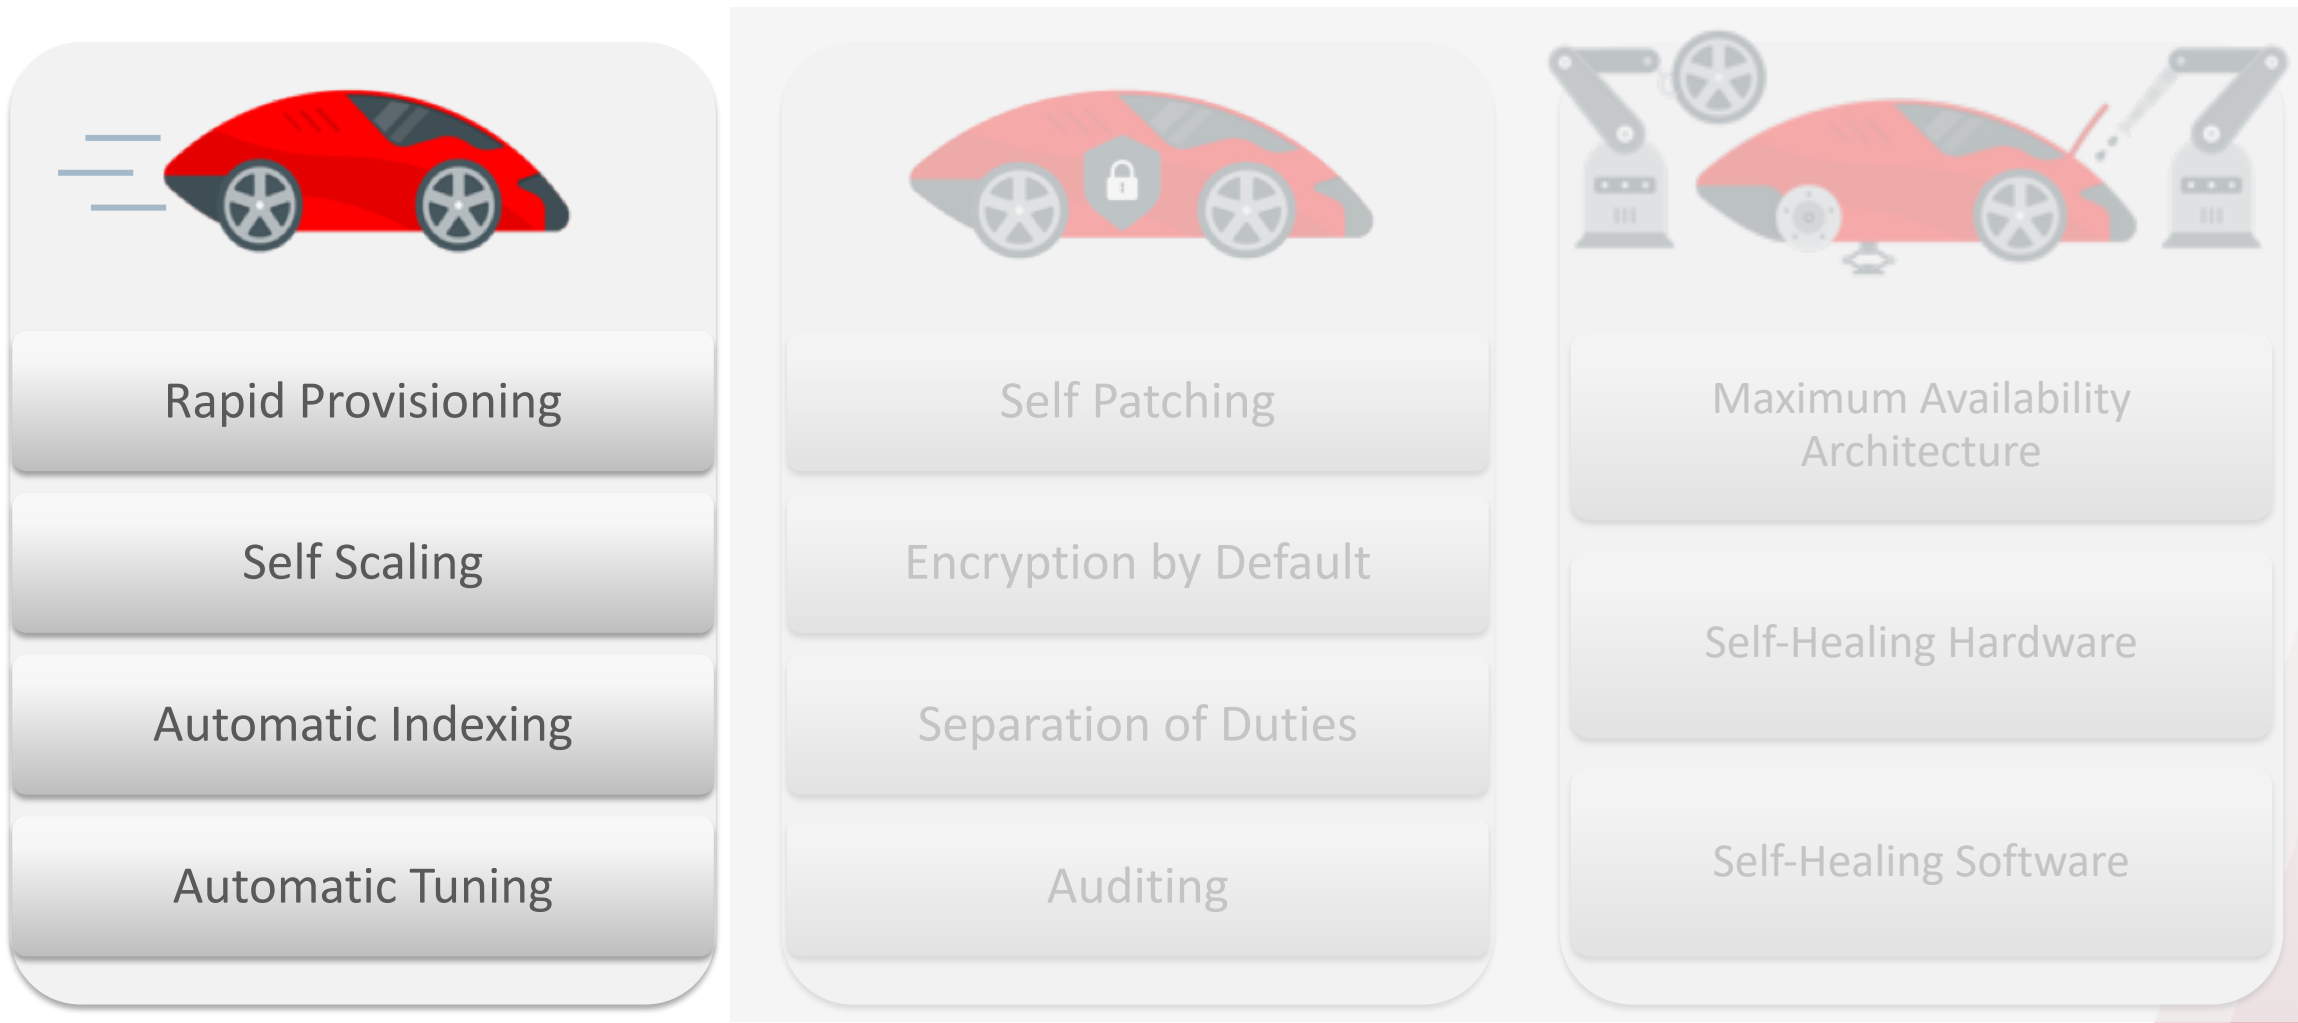 Rapid Provisioning
Self Scaling
Automatic Indexing
Automatic Tuning
Self Patching
Encryption by Default
Separation of Duties
Auditing
Maximum Availability
Architecture
Self-Healing Hardware
Self-Healing Software